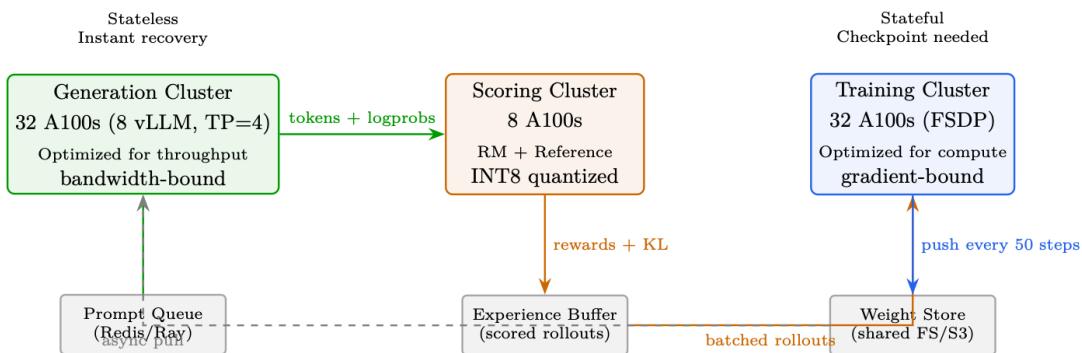 Stateless
Instant recovery
Stateful
Checkpoint needed
Generation Cluster
32 A100s (8 vLLM, TP=4)
Optimized for throughput
bandwidth-bound
tokens + logprobs
Scoring Cluster
8 A100s
RM + Reference
INT8 quantized
Training Cluster
32 A100s (FSDP)
Optimized for compute
gradient-bound
rewards + KL
push every 50 steps
Prompt Queue
(Redis/Ray)
async pull
Experience Buffer
(scored rollouts)
batched rollouts
Weight Store
(shared FS/S3)